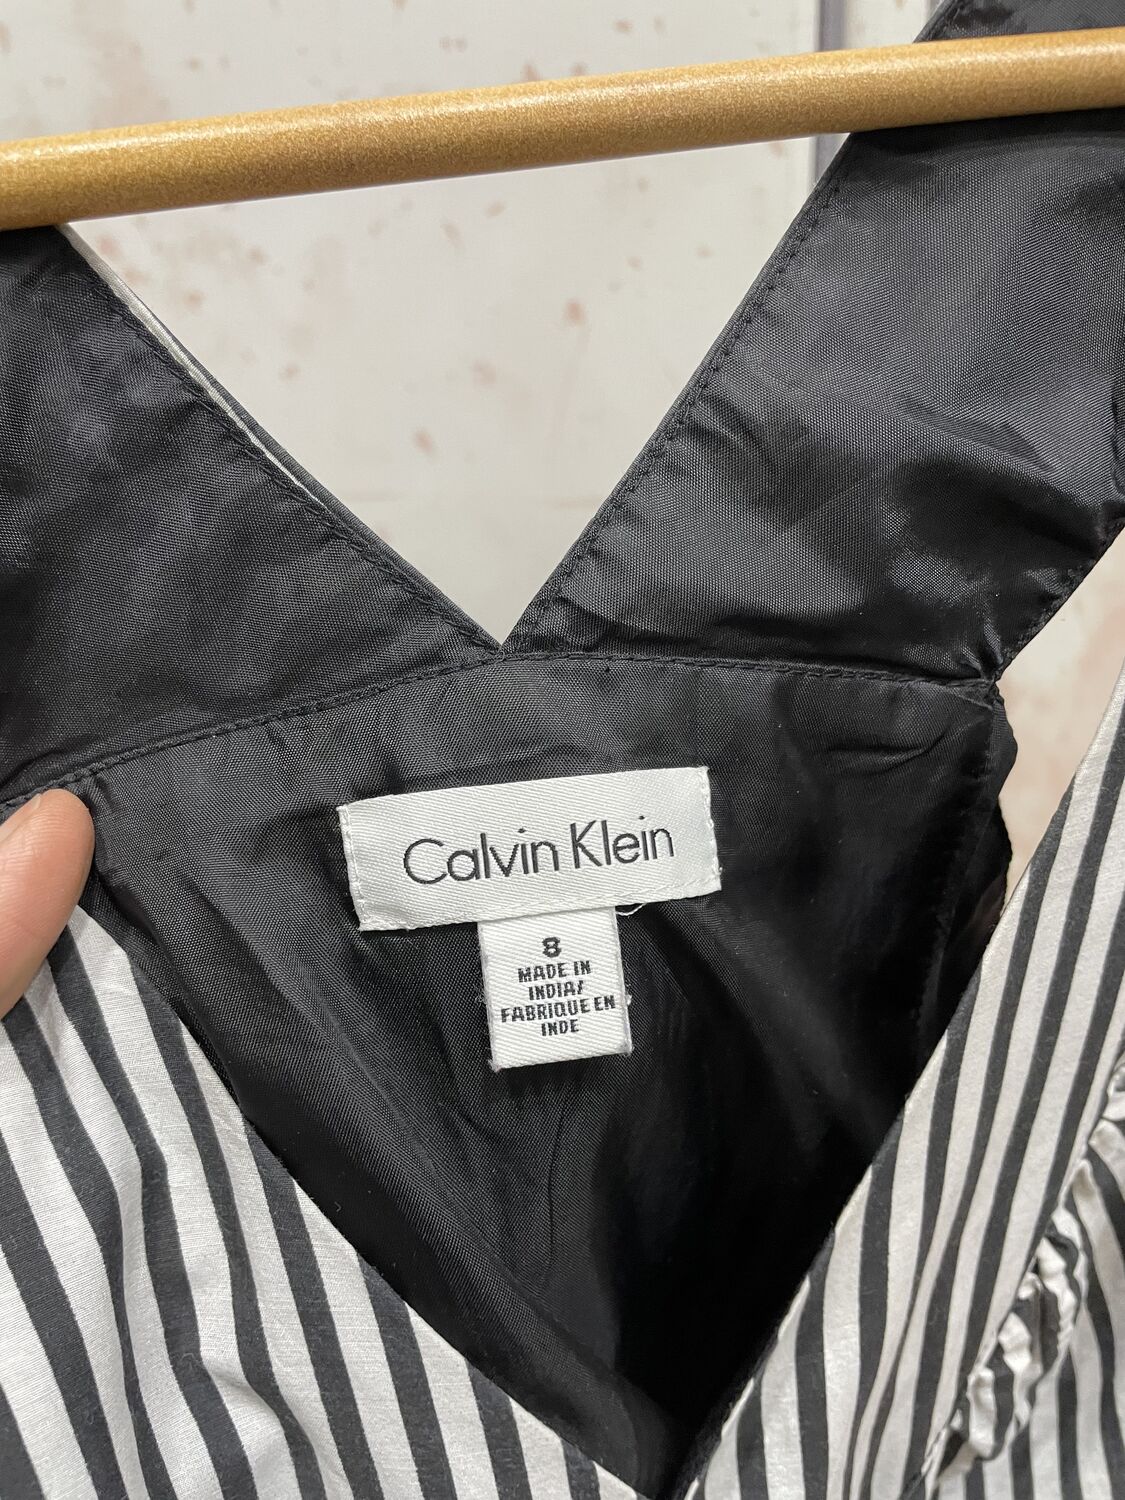 Calvin Klein
8
MADE IN
INDIA/
FABRIQUE EN
INDE